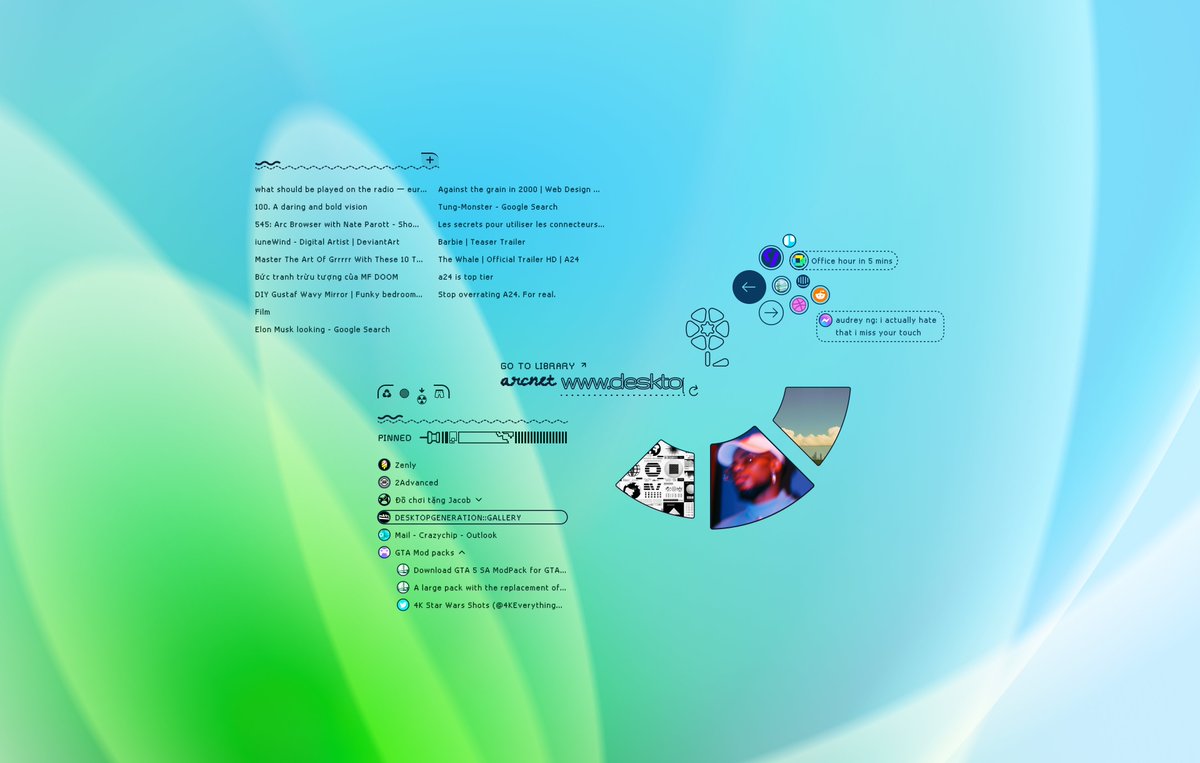 what should be played on the radio — eur...
100. A daring and bold vision
545: Arc Browser with Nate Parott - Sho...
iuneWind - Digital Artist | DeviantArt
Master The Art Of Grrrrr With These 10 T...
Bức tranh trừu tượng của MF DOOM
DIY Gustaf Wavy Mirror | Funky bedroom...
Film
Elon Musk looking - Google Search
Against the grain in 2000 | Web Design ...
Tung-Monster - Google Search
Les secrets pour utiliser les connecteurs...
Barbie | Teaser Trailer
The Whale | Official Trailer HD | A24
a24 is top tier
Stop overrating A24. For real.
Office hour in 5 mins
audrey ng: i actually hate
that i miss your touch
GO TO LIBRARY
arcnet www.deskto
PINNED
Zenly
2Advanced
Đồ chơi tặng Jacob
DESKTOPGENERATION::GALLERY
Mail - Crazychip - Outlook
GTA Mod packs
Download GTA 5 SA ModPack for GTA...
A large pack with the replacement of...
4K Star Wars Shots (@4KEverything...